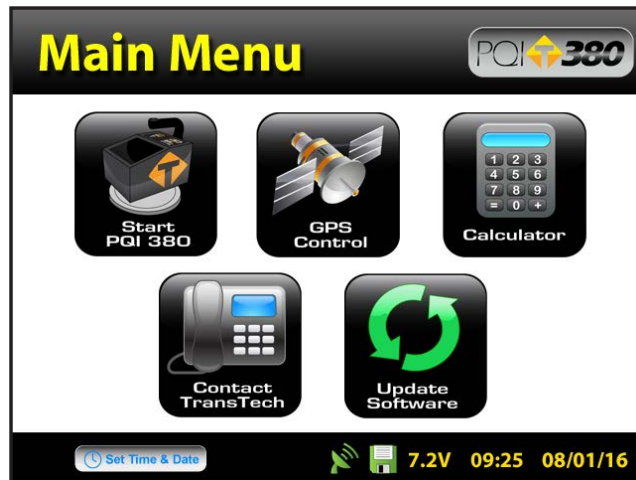 Main Menu
PQI T 380
Start
PQI 380
GPS
Control
1 2 3
4 5 6
7 8 9
= 0 +
Calculator
Contact
TransTech
Update
Software
Set Time & Date
7.2V 09:25 08/01/16